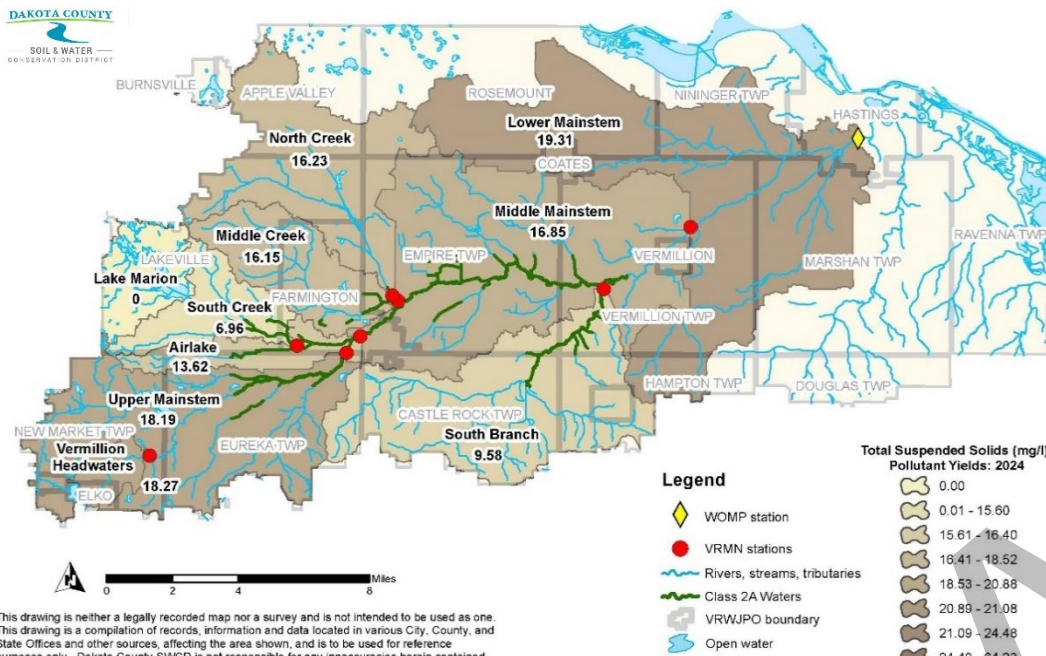 DAKOTA COUNTY
SOIL & WATER
CONSERVATION DISTRICT
BURNSVILLE
APPLE VALLEY
ROSEMOUNT
NININGER TWP
HASTINGS
Lower Mainstem
19.31
North Creek
16.23
COATES
Middle Mainstem
16.85
RAVENNA TWP
Middle Creek
16.15
LAKEVILLE
EMPIRE TWP
VERMILLION
MARSHAN TWP
Lake Marion
0
FARMINGTON
South Creek
6.96
VERMILLION TWP
Airlake
13.62
HAMPTON TWP
DOUGLAS TWP
Upper Mainstem
18.19
CASTLE ROCK TWP
NEW MARKET TWP
EUREKA TWP
South Branch
9.58
Vermillion
Headwaters
18.27
ELKO
Legend
WOMP station
VRMN stations
Rivers, streams, tributaries
Class 2A Waters
VRWJPO boundary
Open water
Total Suspended Solids (mg/l)
Pollutant Yields: 2024
0.00
0.01 - 15.60
15.61 - 16.40
16.41 - 18.52
18.53 - 20.88
20.89 - 21.08
21.09 - 24.48
N
0 2 4 8 Miles
This drawing is neither a legally recorded map nor a survey and is not intended to be used as one.
This drawing is a compilation of records, information and data located in various City, County, and
State Offices and other sources, affecting the area shown, and is to be used for reference